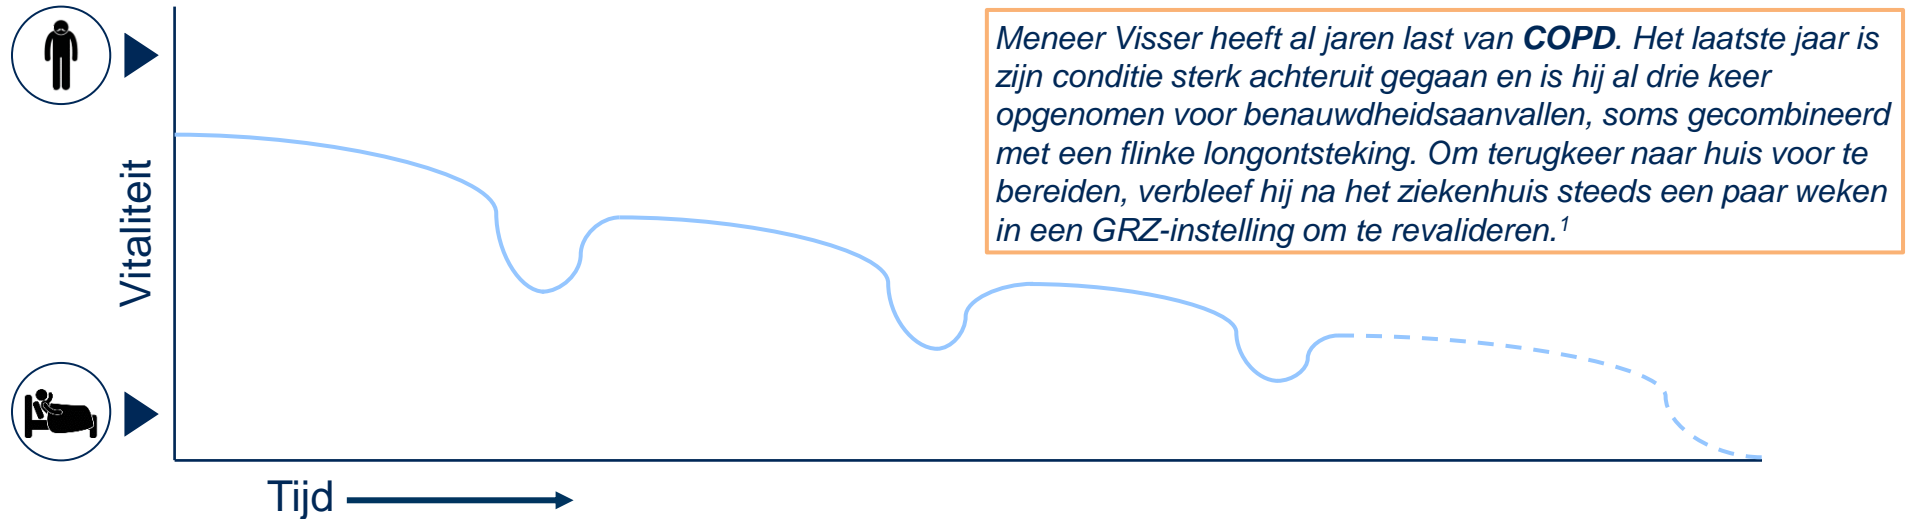 Meneer Visser heeft al jaren last van COPD. Het laatste jaar is
zijn conditie sterk achteruit gegaan en is hij al drie keer
opgenomen voor benauwdheidsaanvallen, soms gecombineerd
met een flinke longontsteking. Om terugkeer naar huis voor te
bereiden, verbleef hij na het ziekenhuis steeds een paar weken
in een GRZ-instelling om te revalideren.¹
Vitaliteit
Tijd